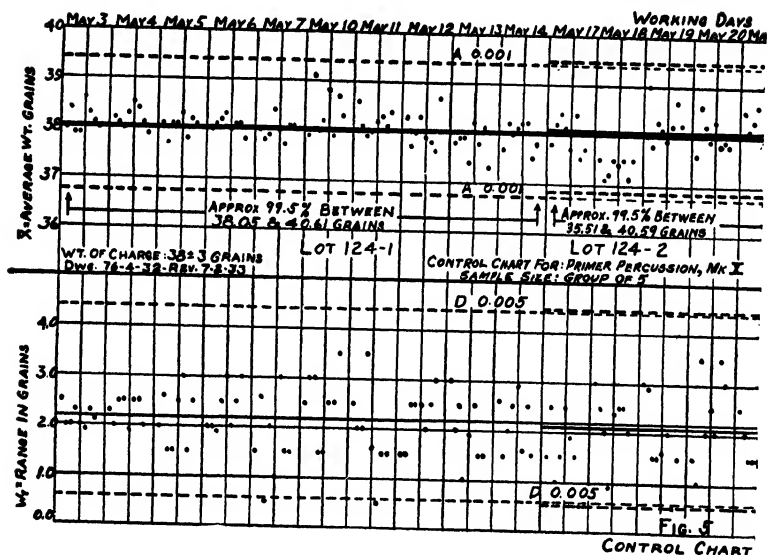 WORKING DAYS
MAY 3 MAY 4 MAY 5 MAY 6 MAY 7 MAY 10 MAY 11 MAY 12 MAY 13 MAY 14 MAY 17 MAY 18 MAY 19 MAY 20 MA
40
A 0.001
39
X̄=AVERAGE WT. GRAINS
38
37
A 0.001
APPROX 99.5% BETWEEN
38.05 & 40.61 GRAINS
APPROX. 99.5% BETWEEN
35.51 & 40.59 GRAINS
36
LOT 124-1
LOT 124-2
WT. OF CHARGE: 38±3 GRAINS
DWG. 76-4-32-REV. 7-2-33
CONTROL CHART FOR: PRIMER PERCUSSION, MK X
SAMPLE SIZE: GROUP OF 5
D 0.005
4.0
3.0
W,=RANGE IN GRAINS
2.0
1.0
D 0.005
0.0
FIG. 5
CONTROL CHART